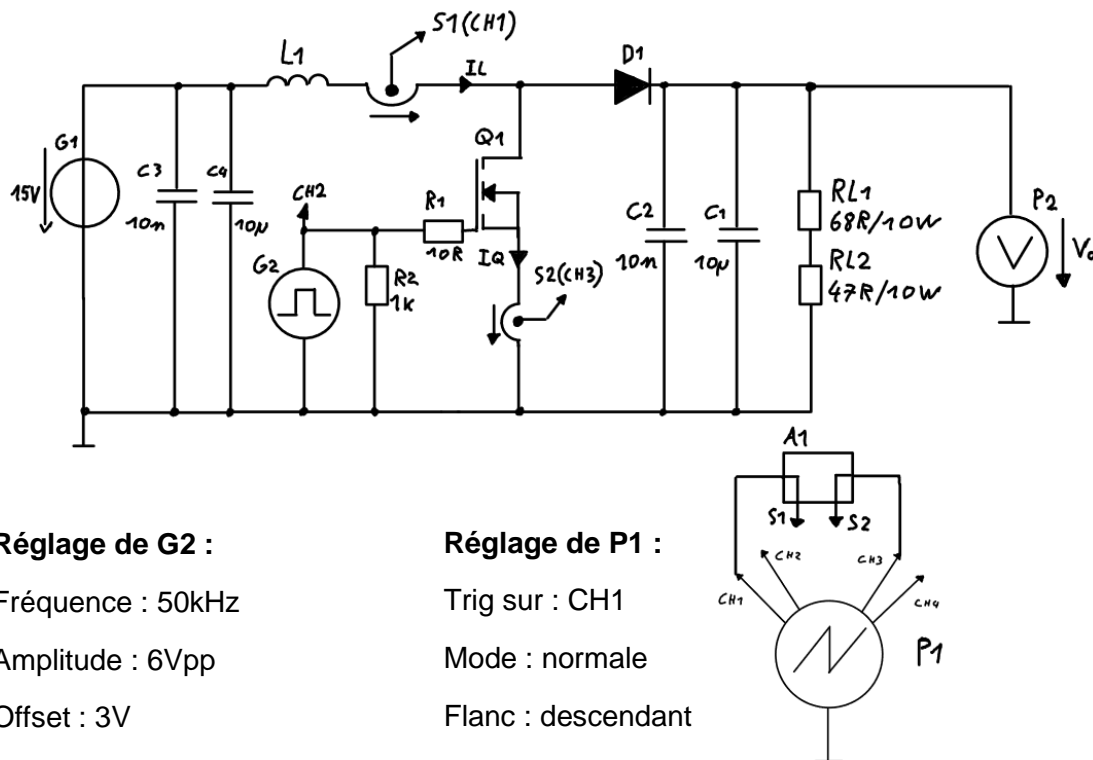 S1(CH1)
L1
IL
D1
G1
15V
C3
10n
C4
10µ
CH2
R1
10R
Q1
IQ
G2
R2
1K
S2(CH3)
C2
10n
C1
10µ
RL1
68R/10W
RL2
47R/10W
P2
V
A1
S1
S2
CH1
CH2
CH3
CH4
P1
Réglage de G2 :
Fréquence : 50kHz
Amplitude : 6Vpp
Offset : 3V
Réglage de P1 :
Trig sur : CH1
Mode : normale
Flanc : descendant